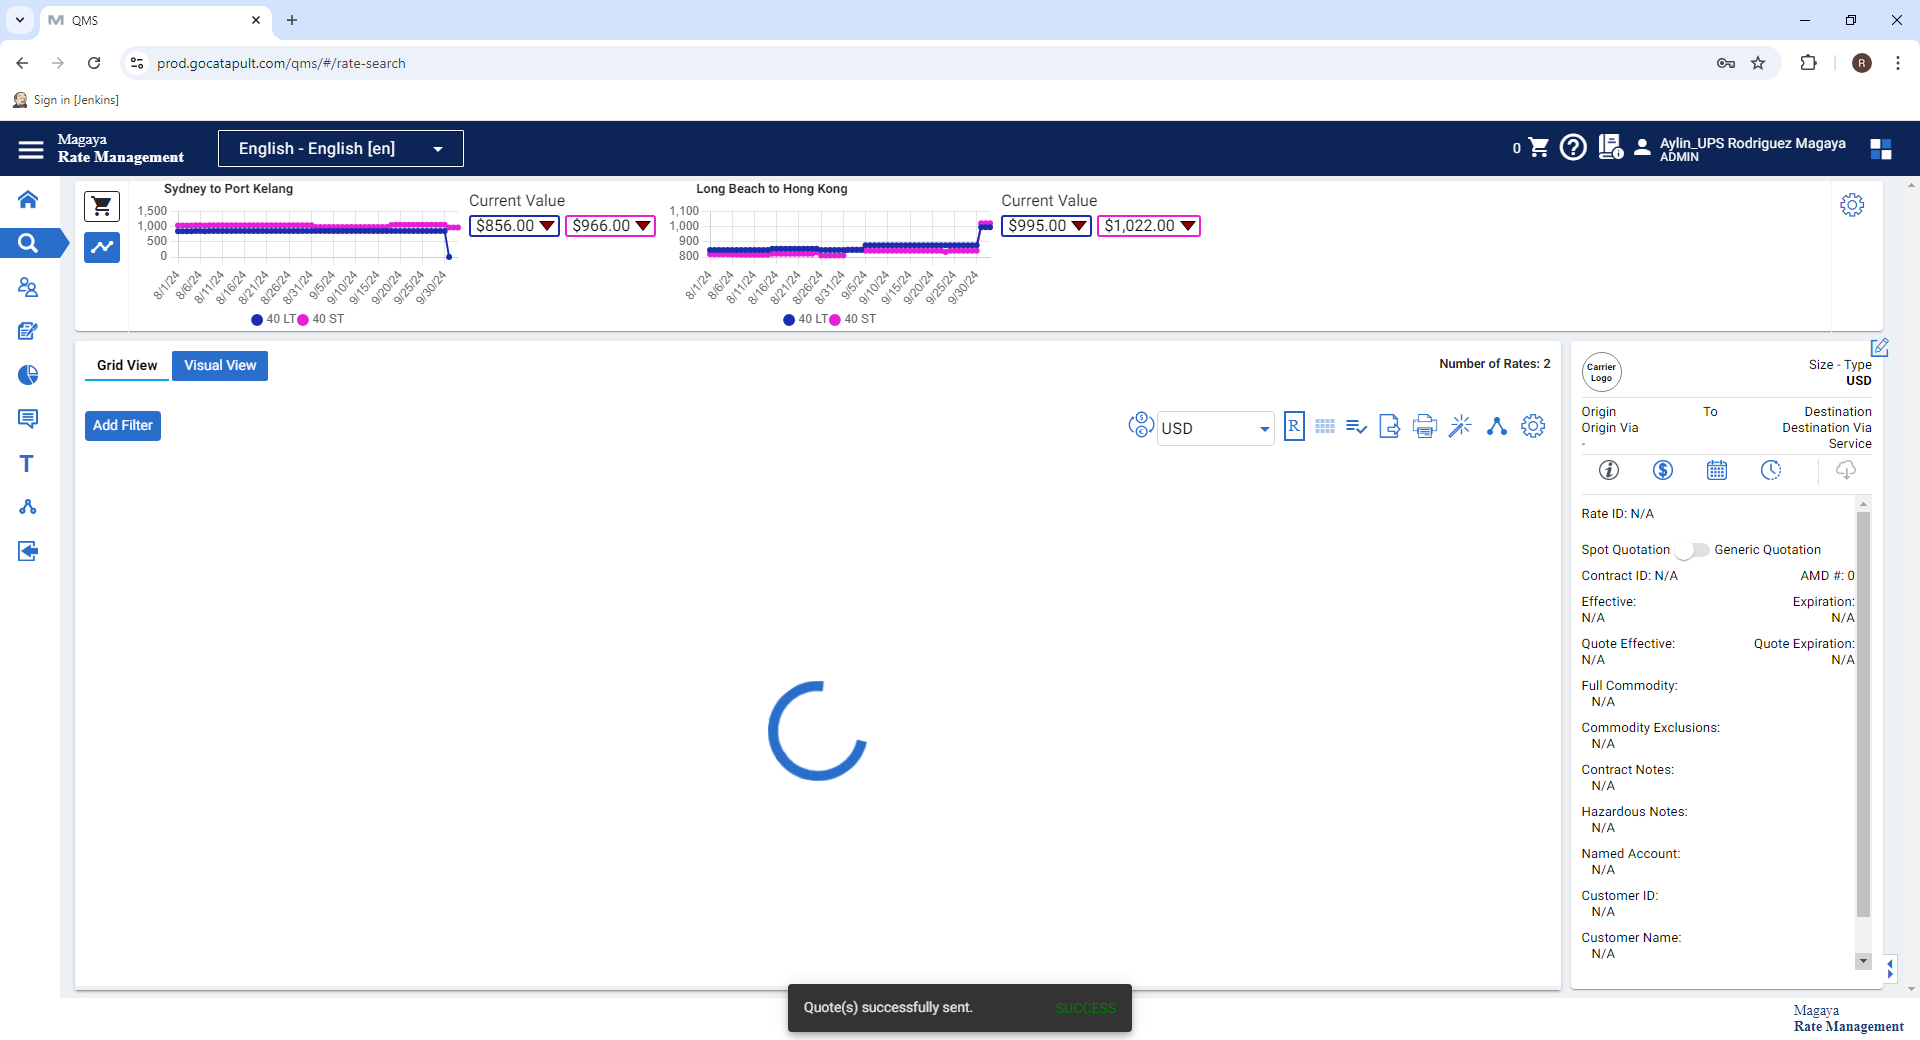 QMS
prod.gocatapult.com/qms/#/rate-search
R
Sign in [Jenkins]
Magaya
Rate Management
English - English [en]
0
Aylin_UPS Rodriguez Magaya
ADMIN
Sydney to Port Kelang
1,500
1,000
500
0
8/1/24
8/6/24
8/11/24
8/16/24
8/21/24
8/26/24
8/31/24
9/5/24
9/10/24
9/15/24
9/20/24
9/25/24
9/30/24
40 LT 40 ST
Current Value
$856.00 $966.00
Long Beach to Hong Kong
1,100
1,000
900
800
8/1/24
8/6/24
8/11/24
8/16/24
8/21/24
8/26/24
8/31/24
9/5/24
9/10/24
9/15/24
9/20/24
9/25/24
9/30/24
40 LT 40 ST
Current Value
$995.00 $1,022.00
Grid View Visual View
Number of Rates: 2
Add Filter
USD
R
Carrier
Logo
Size - Type
USD
Origin To Destination
Origin Via Destination Via
- Service
Rate ID: N/A
Spot Quotation Generic Quotation
Contract ID: N/A AMD #: 0
Effective: Expiration:
N/A N/A
Quote Effective: Quote Expiration:
N/A N/A
Full Commodity:
N/A
Commodity Exclusions:
N/A
Contract Notes:
N/A
Hazardous Notes:
N/A
Named Account:
N/A
Customer ID:
N/A
Customer Name:
N/A
Quote(s) successfully sent. SUCCESS
Magaya
Rate Management